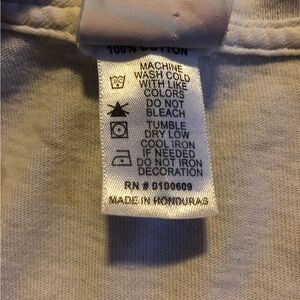 100% COTTON
MACHINE
WASH COLD
WITH LIKE
COLORS
DO NOT
BLEACH
TUMBLE
DRY LOW
COOL IRON
IF NEEDED
DO NOT IRON
DECORATION
RN # 0100609
MADE IN HONDURAS